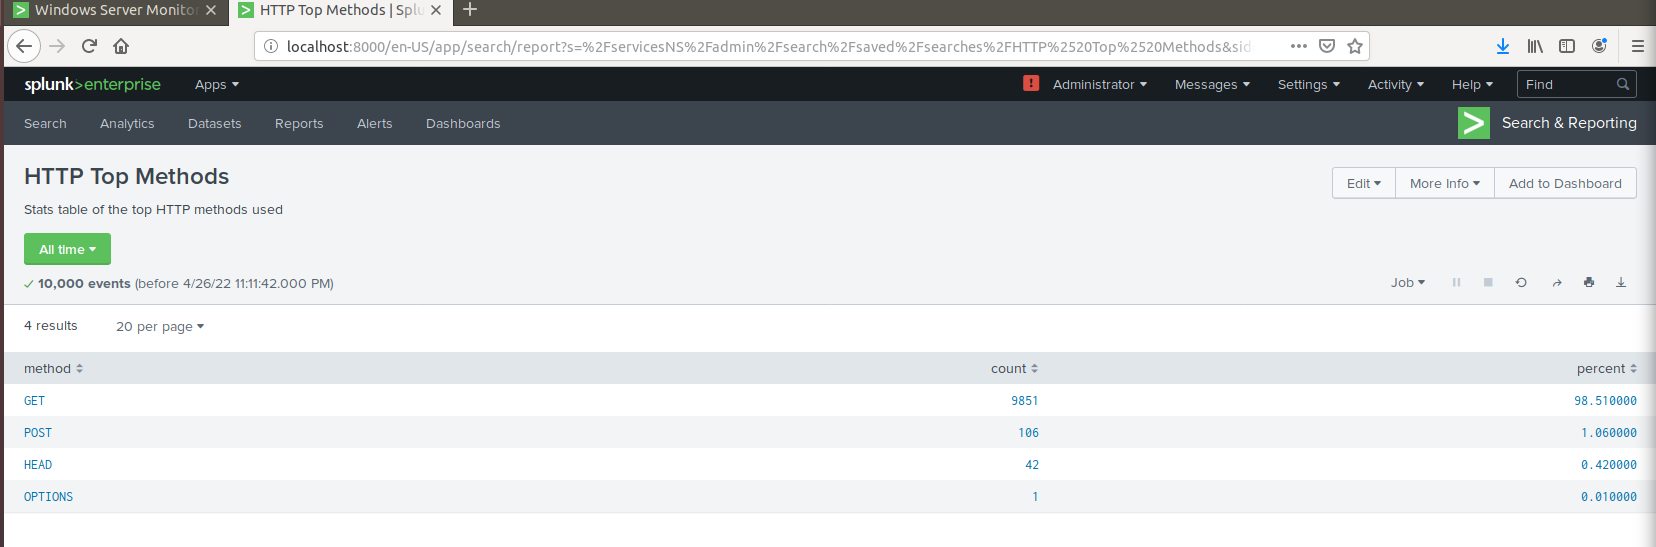 Windows Server Monito
HTTP Top Methods | Splu
localhost:8000/en-US/app/search/report?s=%2FservicesNS%2Fadmin%2Fsearch%2Fsaved%2Fsearches%2FHTTP%2520Top%2520Methods&sid
splunk>enterprise Apps Administrator Messages Settings Activity Help Find
Search Analytics Datasets Reports Alerts Dashboards Search & Reporting
HTTP Top Methods
Edit More Info Add to Dashboard
Stats table of the top HTTP methods used
All time
10,000 events (before 4/26/22 11:11:42.000 PM) Job
4 results 20 per page
method count percent
GET 9851 98.510000
POST 106 1.060000
HEAD 42 0.420000
OPTIONS 1 0.010000